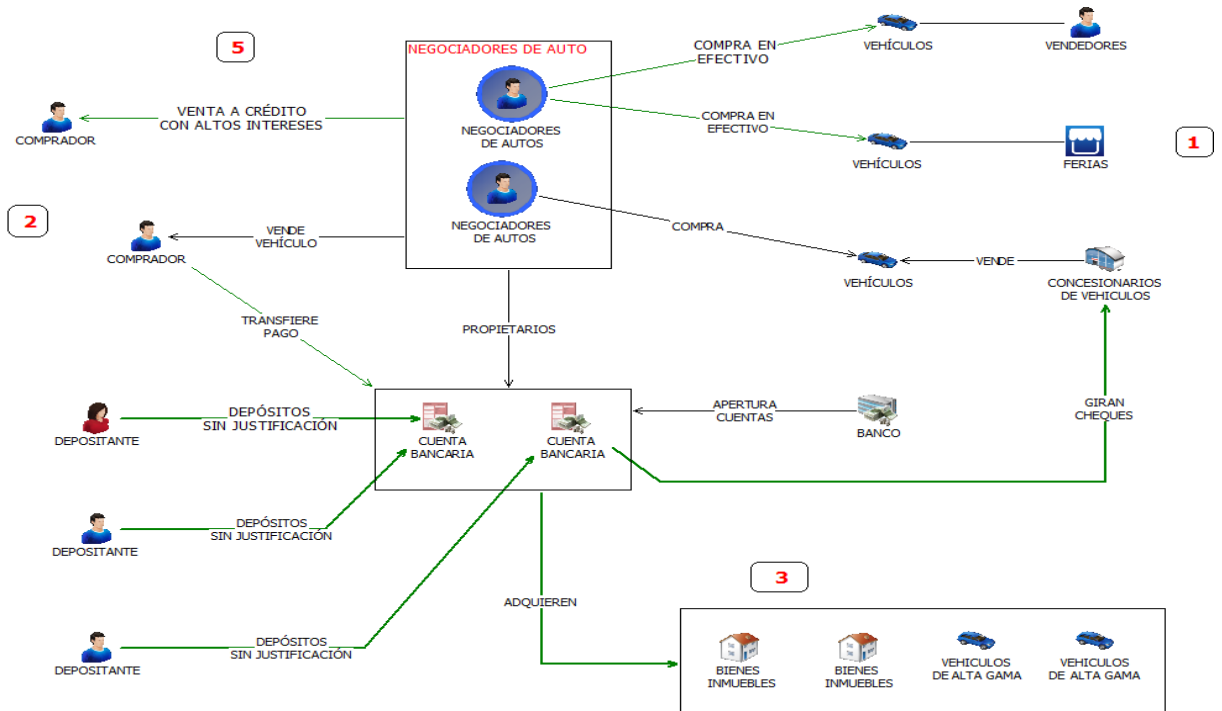 5
NEGOCIADORES DE AUTO
COMPRA EN
EFECTIVO
VEHÍCULOS
VENDEDORES
VENTA A CRÉDITO
CON ALTOS INTERESES
COMPRADOR
NEGOCIADORES
DE AUTOS
COMPRA EN
EFECTIVO
VEHÍCULOS
FERIAS
1
2
VENDE
VEHÍCULO
COMPRADOR
NEGOCIADORES
DE AUTOS
COMPRA
VEHÍCULOS
VENDE
CONCESIONARIOS
DE VEHICULOS
TRANSFIERE
PAGO
PROPIETARIOS
DEPÓSITOS
SIN JUSTIFICACIÓN
DEPOSITANTE
CUENTA
BANCARIA
CUENTA
BANCARIA
APERTURA
CUENTAS
BANCO
GIRAN
CHEQUES
DEPÓSITOS
SIN JUSTIFICACIÓN
DEPOSITANTE
3
ADQUIEREN
DEPÓSITOS
SIN JUSTIFICACIÓN
DEPOSITANTE
BIENES
INMUEBLES
BIENES
INMUEBLES
VEHICULOS
DE ALTA GAMA
VEHICULOS
DE ALTA GAMA